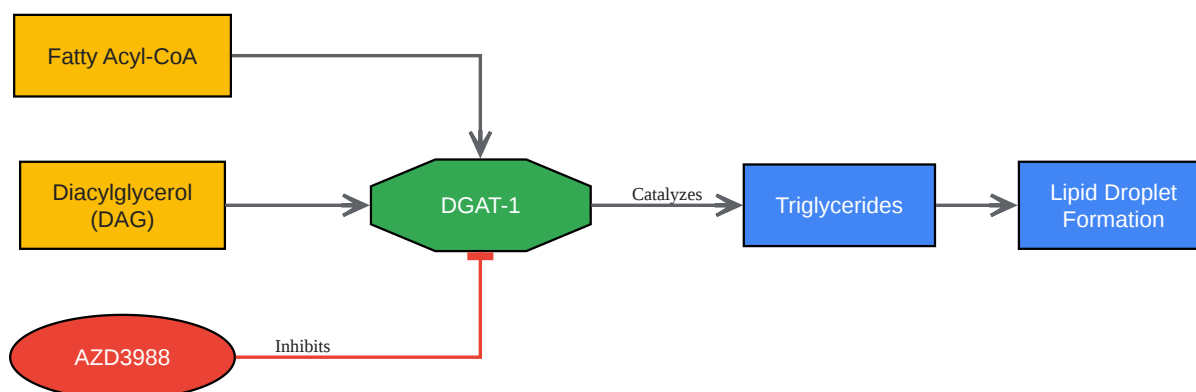 Fatty Acyl-CoA
Diacylglycerol
(DAG)
DGAT-1
Catalyzes
Triglycerides
Lipid Droplet
Formation
AZD3988
Inhibits